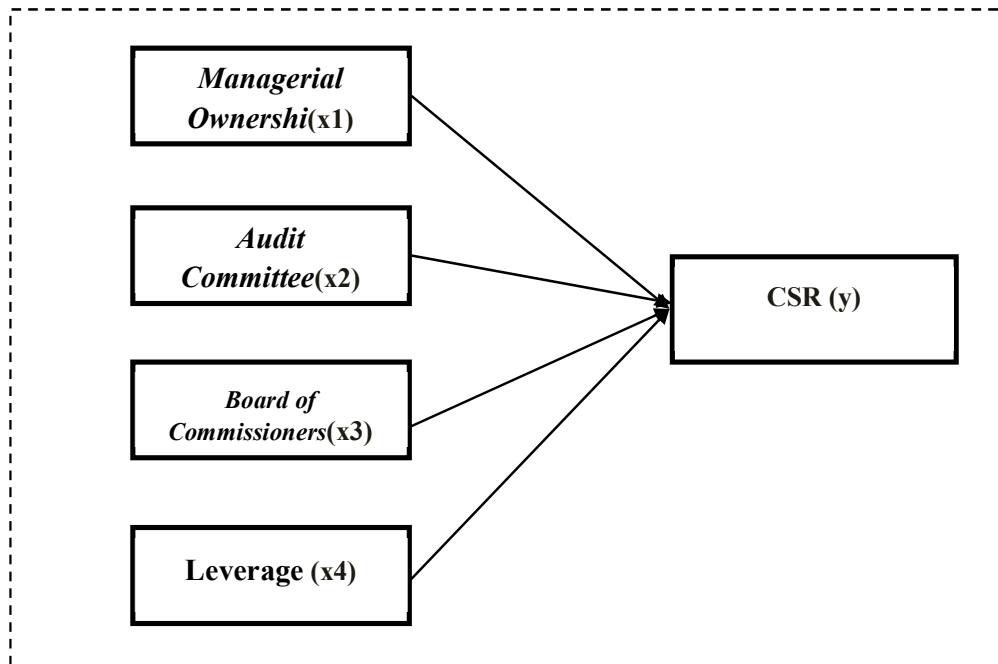 Managerial
Ownershi(x1)
Audit
Committee(x2)
Board of
Commissioners(x3)
Leverage (x4)
CSR (y)